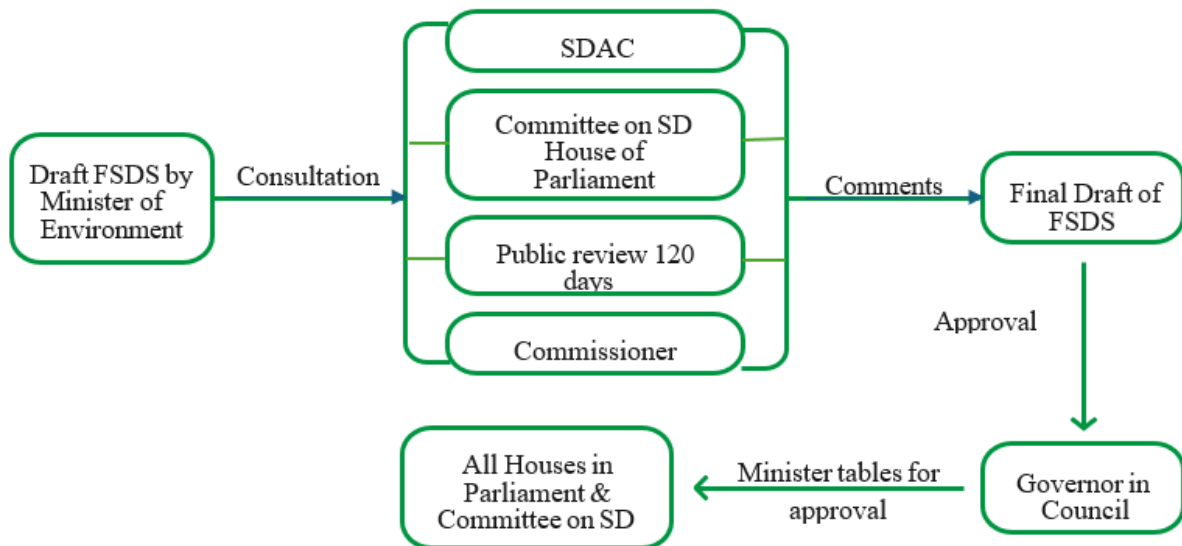 Draft FSDS by
Minister of
Environment
Consultation
SDAC
Committee on SD
House of
Parliament
Public review 120
days
Commissioner
Comments
Final Draft of
FSDS
Approval
Governor in
Council
Minister tables for
approval
All Houses in
Parliament &
Committee on SD